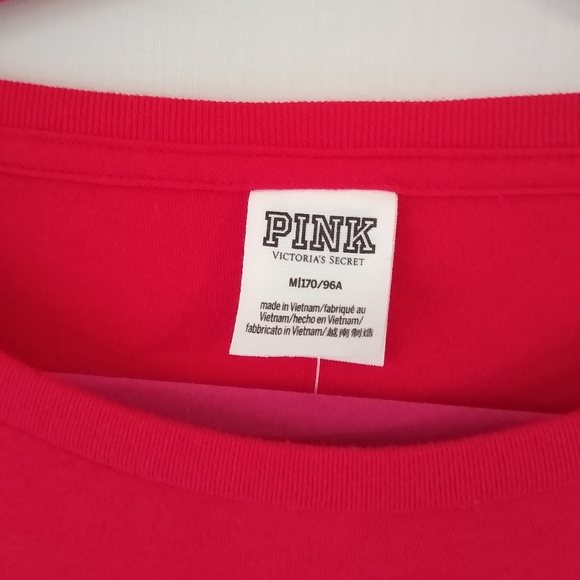 PINK
VICTORIA'S SECRET
M|170/96A
made in Vietnam/fabriqué au
Vietnam/hecho en Vietnam/
fabbricato in Vietnam/越南制造